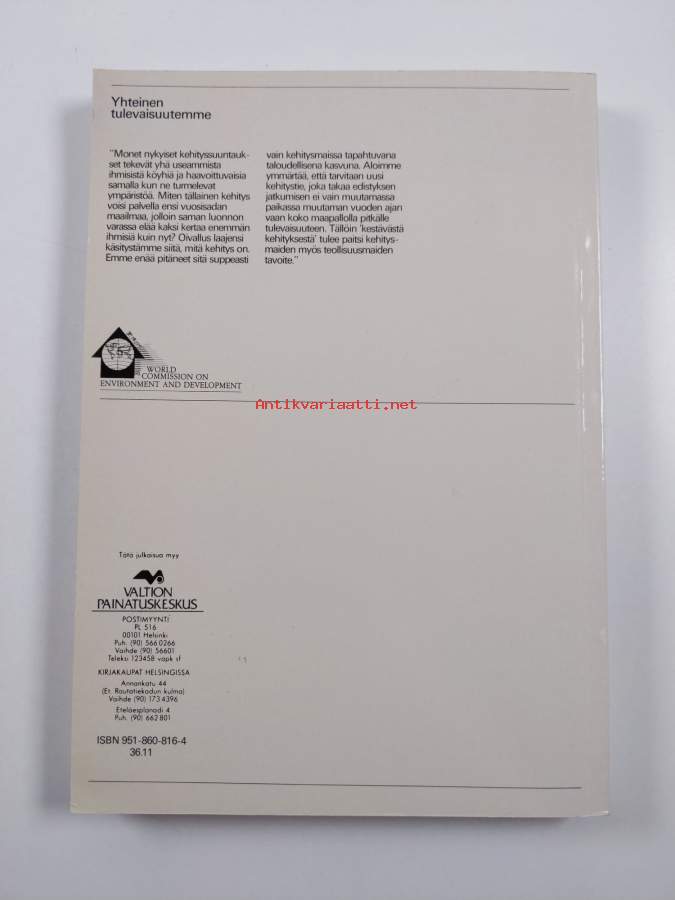 Yhteinen
tulevaisuutemme
"Monet nykyiset kehityssuuntauk-
set tekevät yhä useammista
ihmisistä köyhiä ja haavoittuvaisia
samalla kun ne turmelevat
ympäristöä. Miten tällainen kehitys
voisi palvella ensi vuosisadan
maailmaa, jolloin saman luonnon
varassa elää kaksi kertaa enemmän
ihmisiä kuin nyt? Oivallus laajensi
käsitystämme siitä, mitä kehitys on.
Emme enää pitäneet sitä suppeasti
vain kehitysmaissa tapahtuvana
taloudellisena kasvuna. Aloimme
ymmärtää, että tarvitaan uusi
kehitystie, joka takaa edistyksen
jatkumisen ei vain muutamassa
paikassa muutaman vuoden ajan
vaan koko maapallolla pitkälle
tulevaisuuteen. Tällöin 'kestävästä
kehityksestä' tulee paitsi kehitys-
maiden myös teollisuusmaiden
tavoite."
WORLD
COMMISSION ON
ENVIRONMENT AND DEVELOPMENT
Antikvariaatti.net
Tätä julkaisua myy
VALTION
PAINATUSKESKUS
POSTIMYYNTI
PL 516
00101 Helsinki
Puh. (90) 566 0266
Vaihde (90) 56601
Teleksi 123458 vapk sf
KIRJAKAUPAT HELSINGISSÄ
Annankatu 44
(Et. Rautatiekadun kulma)
Vaihde (90) 173 4396
Eteläesplanadi 4
Puh. (90) 662 801
ISBN 951-860-816-4
36.11